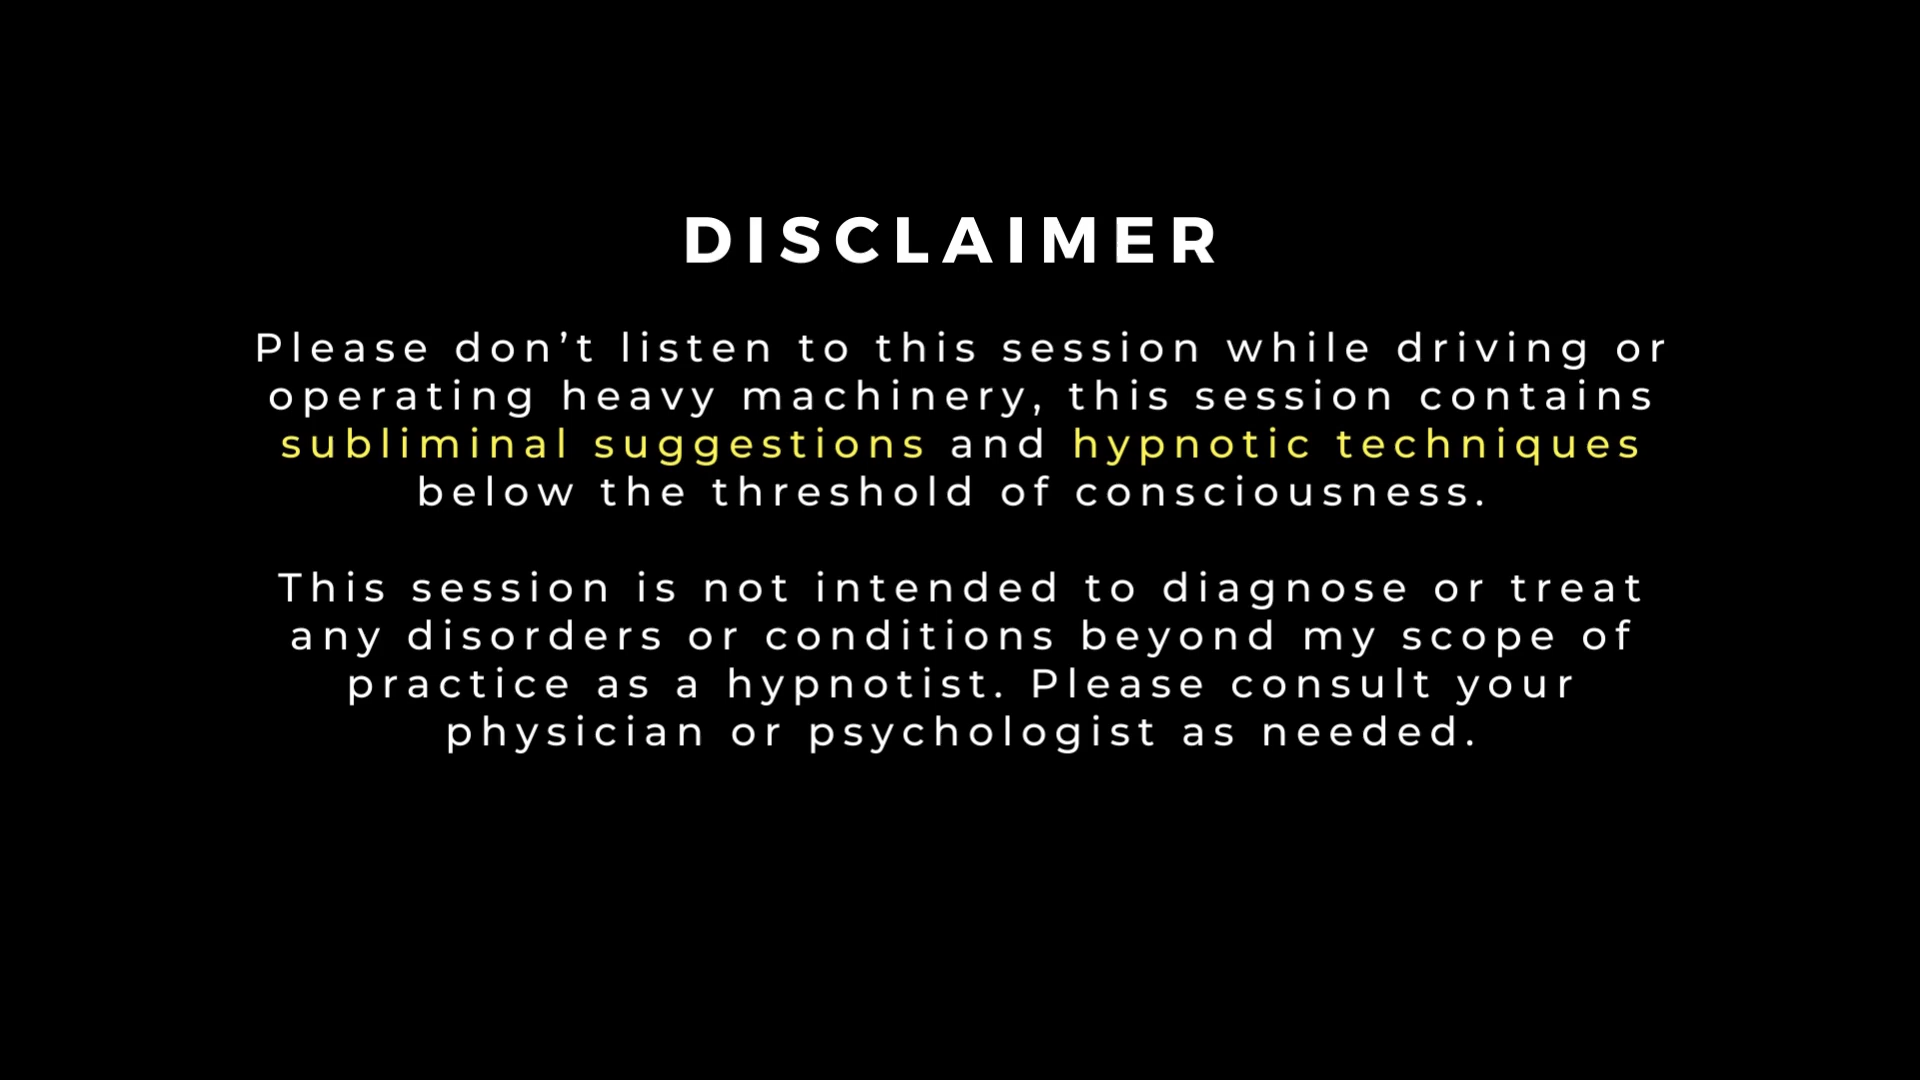 DISCLAIMER
Please don’t listen to this session while driving or
operating heavy machinery, this session contains
subliminal suggestions and hypnotic techniques
below the threshold of consciousness.
This session is not intended to diagnose or treat
any disorders or conditions beyond my scope of
practice as a hypnotist. Please consult your
physician or psychologist as needed.